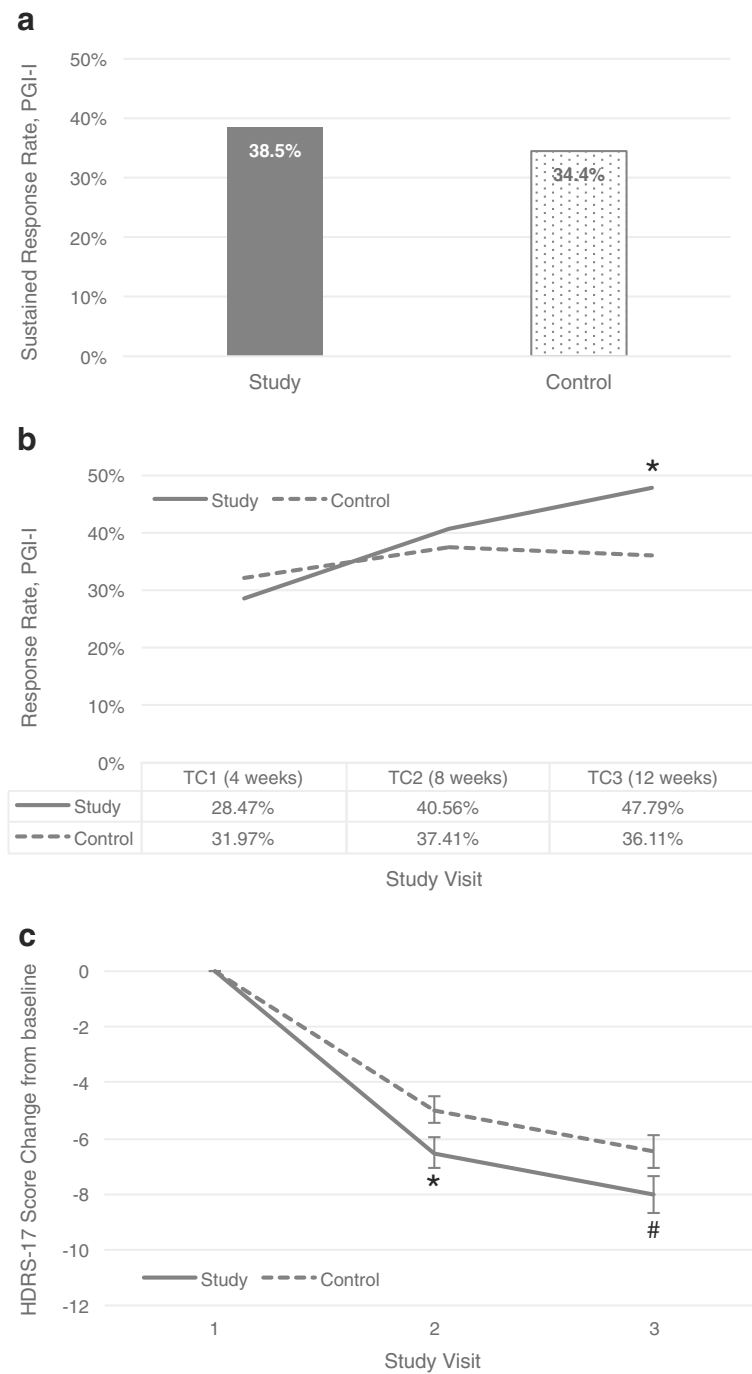 a
Sustained Response Rate, PGI-I
50%
40%
30%
20%
10%
0%
38.5%
34.4%
Study
Control
b
Response Rate, PGI-I
50%
40%
30%
20%
10%
0%
Study
Control
*
TC1 (4 weeks)
TC2 (8 weeks)
TC3 (12 weeks)
Study
28.47%
40.56%
47.79%
Control
31.97%
37.41%
36.11%
Study Visit
c
HDRS-17 Score Change from baseline
0
-2
-4
-6
-8
-10
-12
*
#
Study
Control
1
2
3
Study Visit